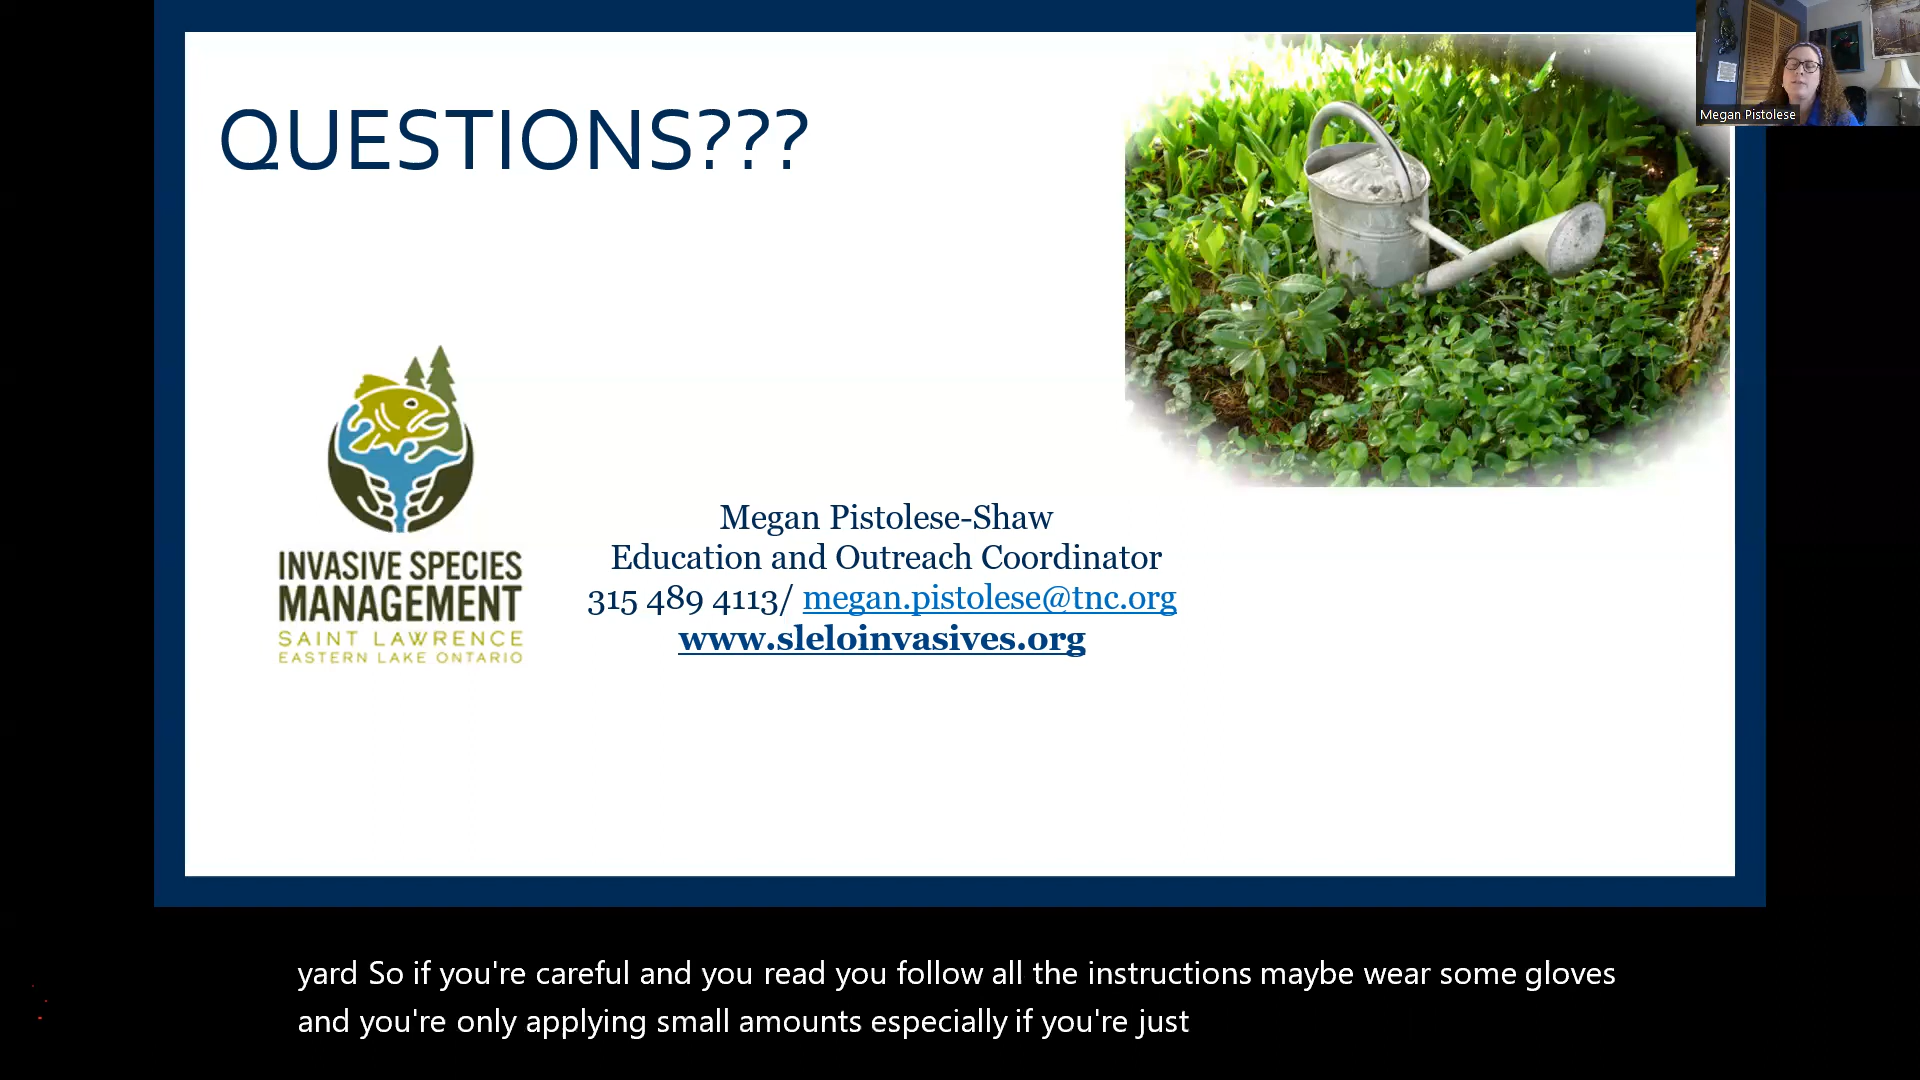 QUESTIONS???
Megan Pistolese
INVASIVE SPECIES
MANAGEMENT
SAINT LAWRENCE
EASTERN LAKE ONTARIO
Megan Pistolese-Shaw
Education and Outreach Coordinator
315 489 4113/ megan.pistolese@tnc.org
www.sleloinvasives.org
yard So if you're careful and you read you follow all the instructions maybe wear some gloves
and you're only applying small amounts especially if you're just